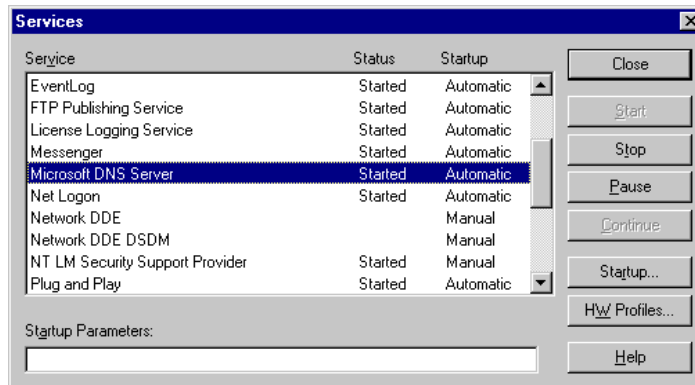 Services
Service Status Startup
EventLog Started Automatic
FTP Publishing Service Started Automatic
License Logging Service Started Automatic
Messenger Started Automatic
Microsoft DNS Server Started Automatic
Net Logon Started Automatic
Network DDE Manual
Network DDE DSDM Manual
NT LM Security Support Provider Started Manual
Plug and Play Started Automatic
Startup Parameters:
Close
Start
Stop
Pause
Continue
Startup...
HW Profiles...
Help